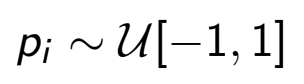 p_i ∼ 𝒰[−1, 1]